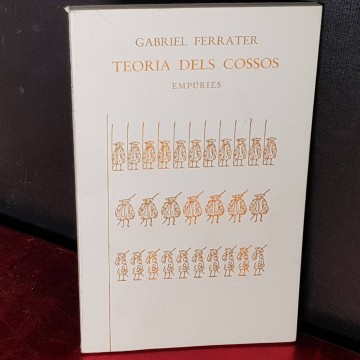 GABRIEL FERRATER
TEORIA DELS COSSOS
EMPÚRIES